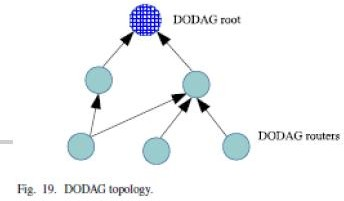 DODAG root
DODAG routers
Fig. 19. DODAG topology.